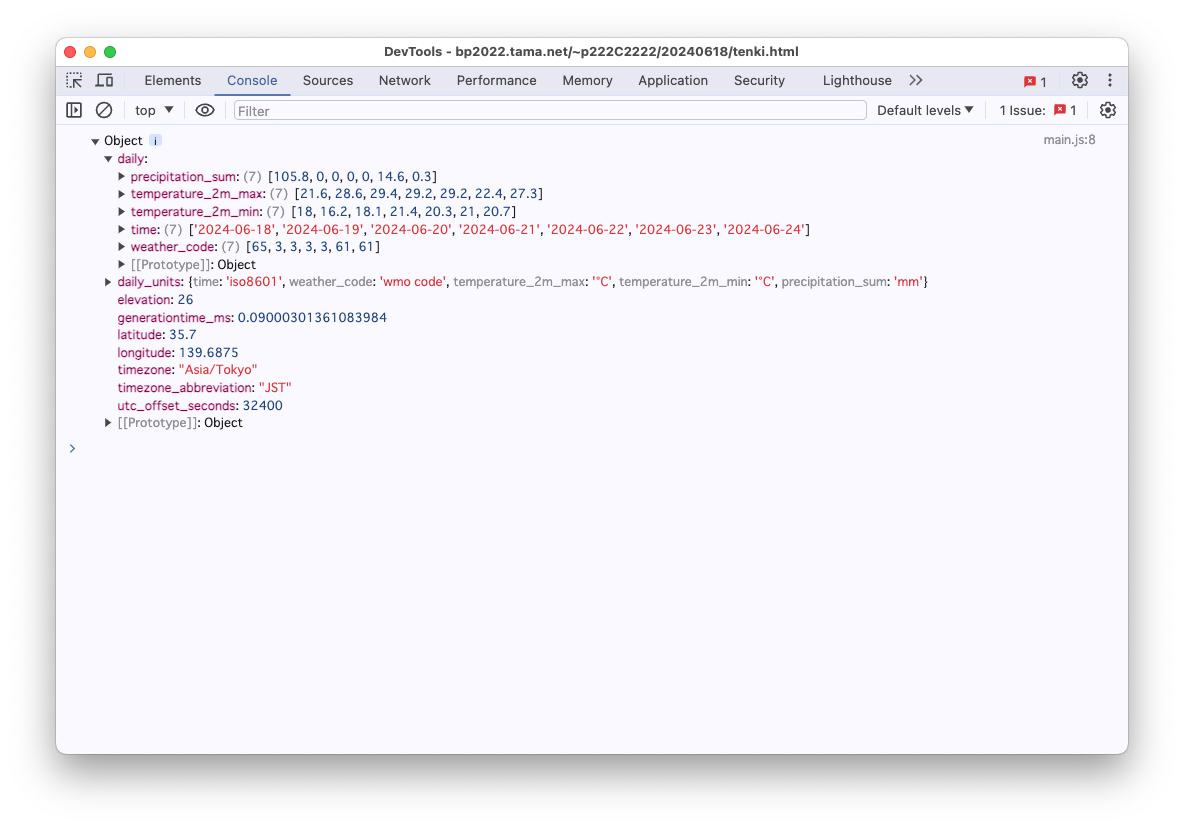 DevTools - bp2022.tama.net/~p222C2222/20240618/tenki.html
Elements Console Sources Network Performance Memory Application Security Lighthouse 1
top Filter Default levels 1 Issue: 1
Object i main.js:8
daily:
precipitation_sum: (7) [105.8, 0, 0, 0, 0, 14.6, 0.3]
temperature_2m_max: (7) [21.6, 28.6, 29.4, 29.2, 29.2, 22.4, 27.3]
temperature_2m_min: (7) [18, 16.2, 18.1, 21.4, 20.3, 21, 20.7]
time: (7) ['2024-06-18', '2024-06-19', '2024-06-20', '2024-06-21', '2024-06-22', '2024-06-23', '2024-06-24']
weather_code: (7) [65, 3, 3, 3, 3, 61, 61]
[[Prototype]]: Object
daily_units: {time: 'iso8601', weather_code: 'wmo code', temperature_2m_max: '°C', temperature_2m_min: '°C', precipitation_sum: 'mm'}
elevation: 26
generationtime_ms: 0.09000301361083984
latitude: 35.7
longitude: 139.6875
timezone: "Asia/Tokyo"
timezone_abbreviation: "JST"
utc_offset_seconds: 32400
[[Prototype]]: Object